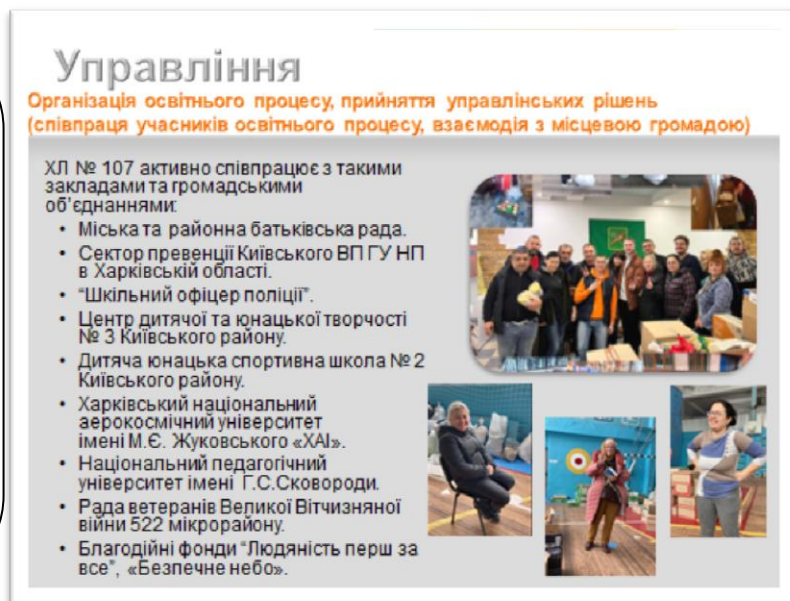 Управління
Організація освітнього процесу, прийняття управлінських рішень
(співпраця учасників освітнього процесу, взаємодія з місцевою громадою)
ХЛ № 107 активно співпрацює з такими
закладами та громадськими
об’єднаннями:
• Міська та районна батьківська рада.
• Сектор превенції Київського ВП ГУ НП
в Харківській області.
• “Шкільний офіцер поліції”.
• Центр дитячої та юнацької творчості
№ 3 Київського району.
• Дитяча юнацька спортивна школа № 2
Київського району.
• Харківський національний
аерокосмічний університет
імені М.Є. Жуковського «ХАІ».
• Національний педагогічний
університет імені Г.С.Сковороди.
• Рада ветеранів Великої Вітчизняної
війни 522 мікрорайону.
• Благодійні фонди “Людяність перш за
все”, «Безпечне небо».